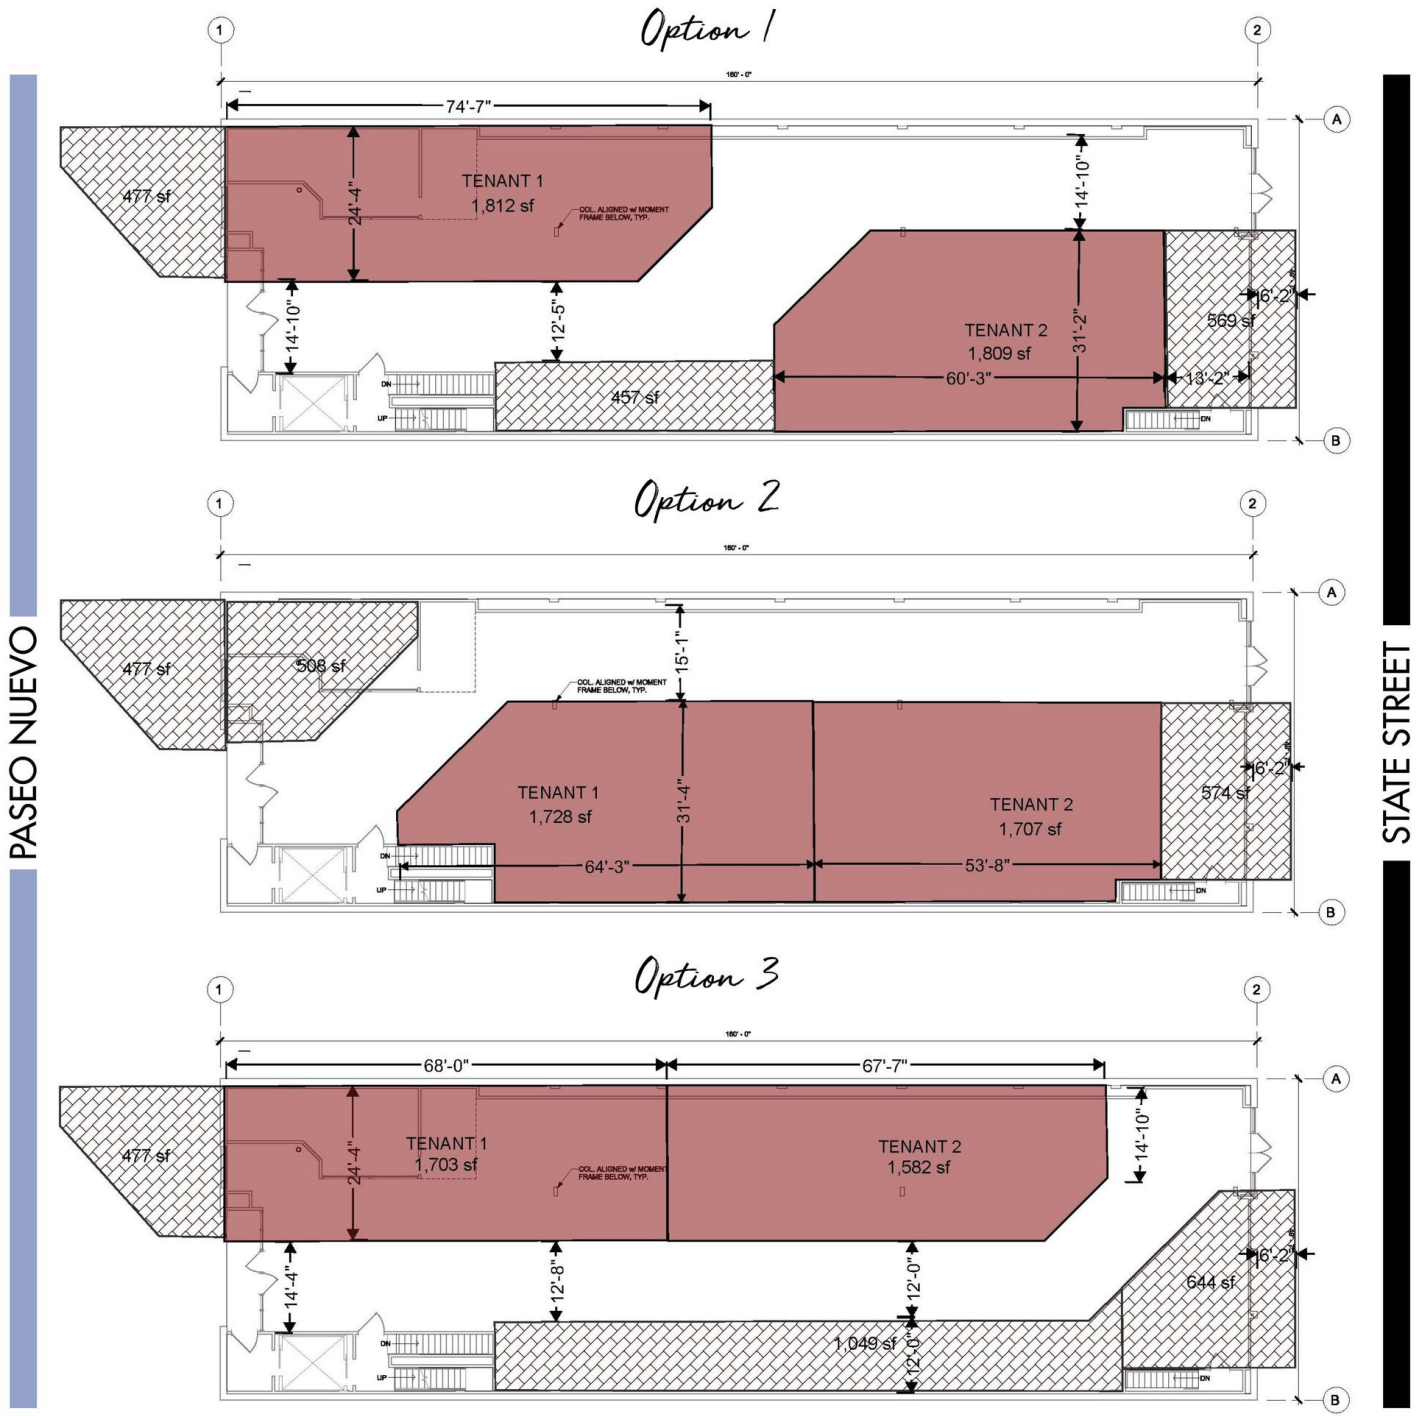 Option 1
1
2
160' - 0"
74'-7"
A
477 sf
24'-4"
TENANT 1
1,812 sf
COL. ALIGNED w/ MOMENT
FRAME BELOW, TYP.
14'-10"
14'-10"
12'-5"
31'-2"
TENANT 2
1,809 sf
569 sf
6'-2"
60'-3"
13'-2"
457 sf
DN
UP
DN
B
Option 2
1
2
160' - 0"
A
477 sf
508 sf
15'-1"
COL. ALIGNED w/ MOMENT
FRAME BELOW, TYP.
TENANT 1
1,728 sf
31'-4"
TENANT 2
1,707 sf
574 sf
6'-2"
64'-3"
53'-8"
DN
UP
DN
B
Option 3
1
2
160' - 0"
68'-0"
67'-7"
A
477 sf
24'-4"
TENANT 1
1,703 sf
COL. ALIGNED w/ MOMENT
FRAME BELOW, TYP.
TENANT 2
1,582 sf
14'-10"
14'-4"
12'-8"
12'-0"
644 sf
6'-2"
1,049 sf
12'-0"
DN
UP
DN
B
PASEO NUEVO
STATE STREET